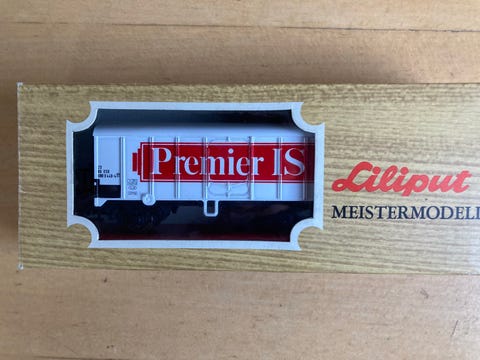 Premier IS
Liliput
MEISTERMODELL